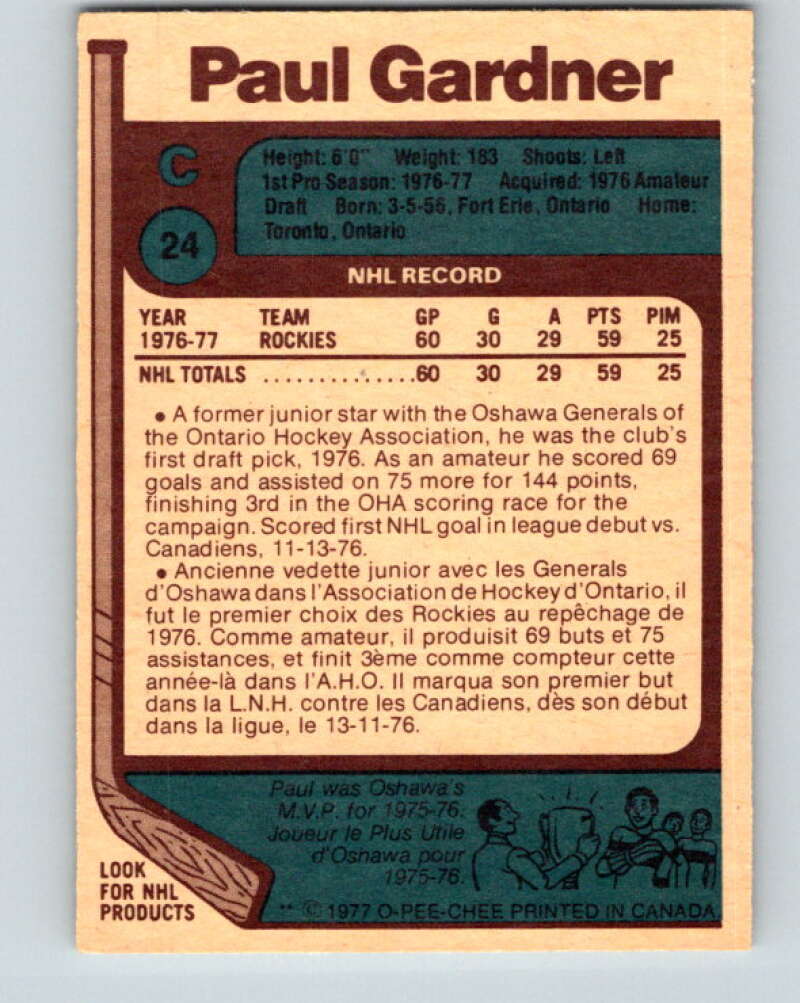 Paul Gardner
C
Height: 6'0" Weight: 183 Shoots: Left
1st Pro Season: 1976-77 Acquired: 1976 Amateur
Draft Born: 3-5-56, Fort Erie, Ontario Home:
Toronto, Ontario
24
NHL RECORD
YEAR TEAM GP G A PTS PIM
1976-77 ROCKIES 60 30 29 59 25
NHL TOTALS ...............60 30 29 59 25
• A former junior star with the Oshawa Generals of
the Ontario Hockey Association, he was the club's
first draft pick, 1976. As an amateur he scored 69
goals and assisted on 75 more for 144 points,
finishing 3rd in the OHA scoring race for the
campaign. Scored first NHL goal in league debut vs.
Canadiens, 11-13-76.
• Ancienne vedette junior avec les Generals
d'Oshawa dans l'Association de Hockey d'Ontario, il
fut le premier choix des Rockies au repêchage de
1976. Comme amateur, il produisit 69 buts et 75
assistances, et finit 3ème comme compteur cette
année-là dans l'A.H.O. Il marqua son premier but
dans la L.N.H. contre les Canadiens, dès son début
dans la ligue, le 13-11-76.
Paul was Oshawa's
M.V.P. for 1975-76.
Joueur le Plus Utile
d'Oshawa pour
1975-76.
LOOK
FOR NHL
PRODUCTS
** © 1977 O-PEE-CHEE PRINTED IN CANADA